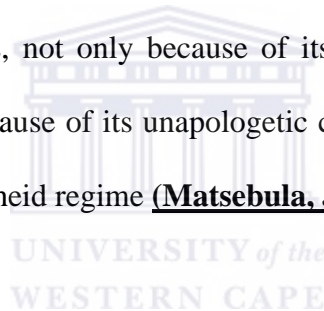 , not only because of its
ause of its unapologetic c
heid regime (Matsebula,
UNIVERSITY of the
WESTERN CAPE